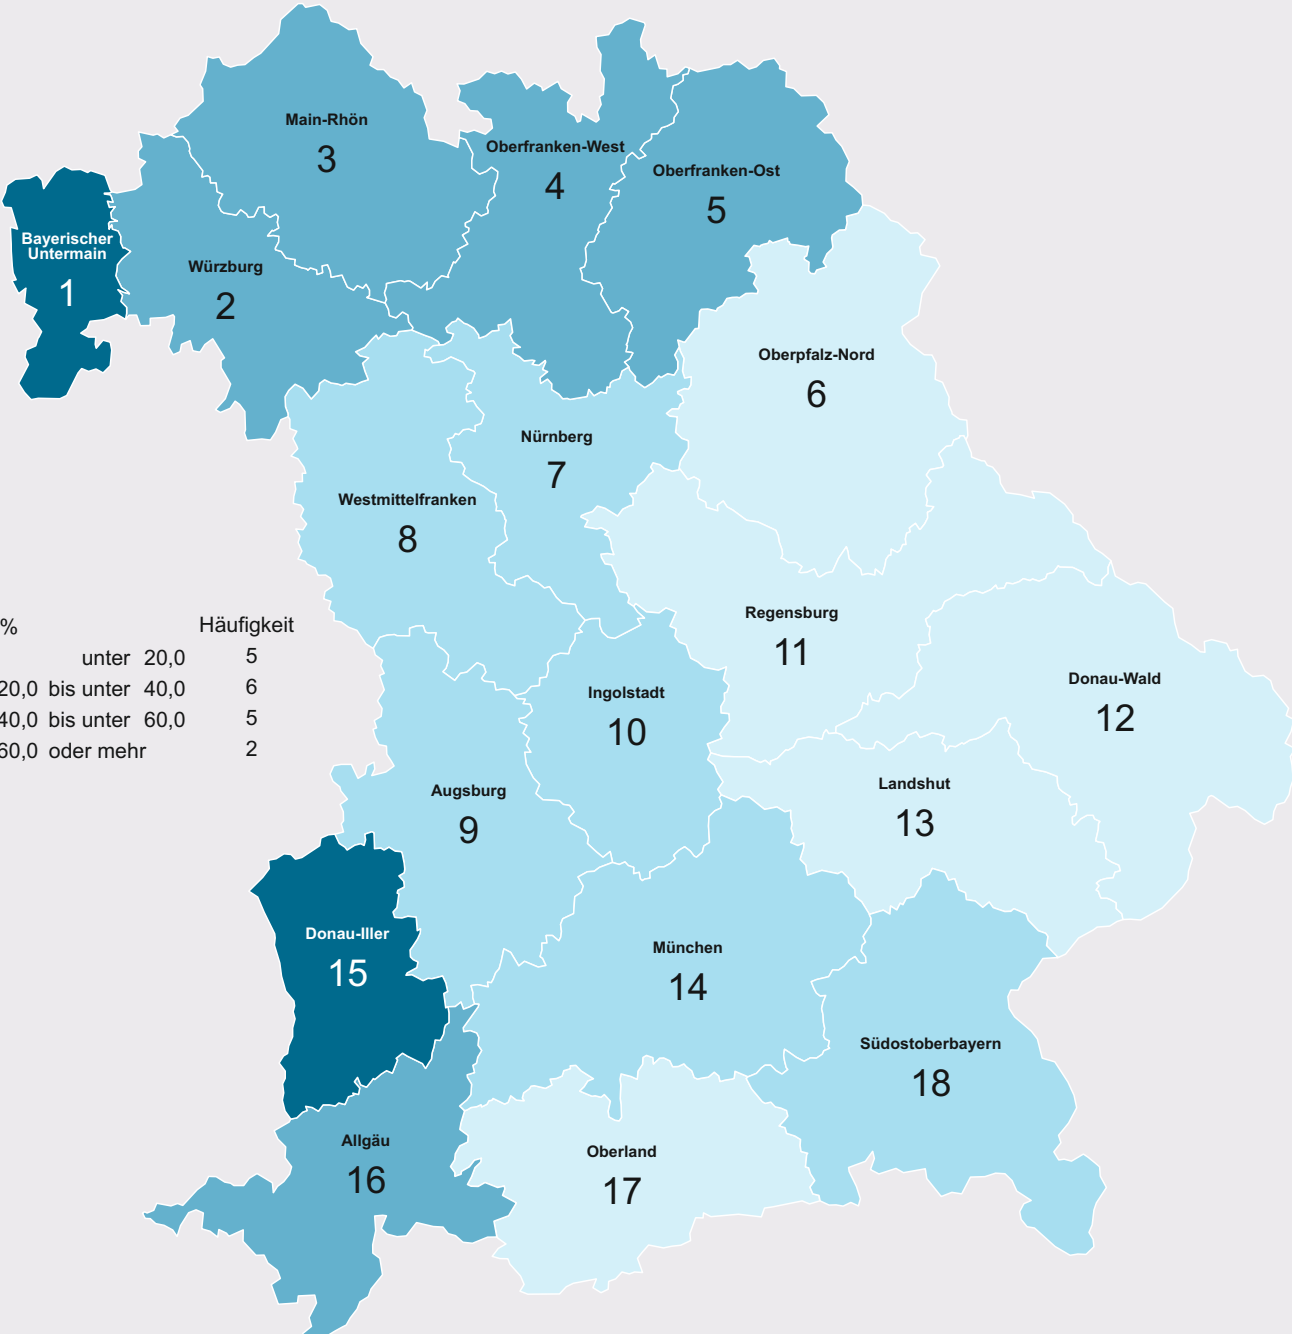 Main-Rhön
3
Oberfranken-West
4
Oberfranken-Ost
5
Bayerischer
Untermain
1
Würzburg
2
Oberpfalz-Nord
6
Nürnberg
7
Westmittelfranken
8
% Häufigkeit
unter 20,0 5
20,0 bis unter 40,0 6
40,0 bis unter 60,0 5
60,0 oder mehr 2
Regensburg
11
Ingolstadt
10
Donau-Wald
12
Augsburg
9
Landshut
13
Donau-Iller
15
München
14
Südostoberbayern
18
Allgäu
16
Oberland
17